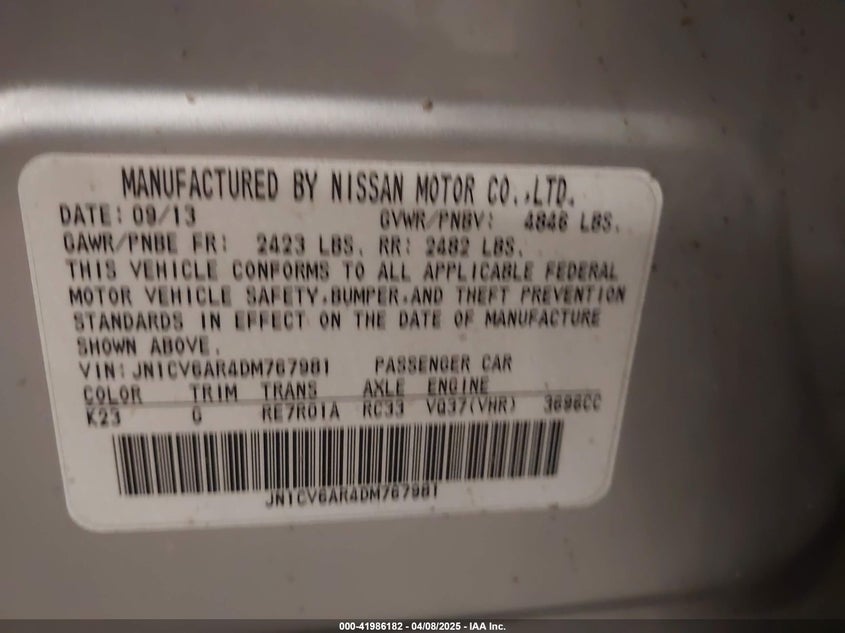 MANUFACTURED BY NISSAN MOTOR CO.,LTD.
DATE: 09/13 GVWR/PNBV: 4846 LBS.
GAWR/PNBE FR: 2423 LBS. RR: 2482 LBS.
THIS VEHICLE CONFORMS TO ALL APPLICABLE FEDERAL
MOTOR VEHICLE SAFETY,BUMPER,AND THEFT PREVENTION
STANDARDS IN EFFECT ON THE DATE OF MANUFACTURE
SHOWN ABOVE.
VIN: JN1CV6AR4DM767981 PASSENGER CAR
COLOR TRIM TRANS AXLE ENGINE
K23 G RE7R01A RC33 VQ37(VHR) 3696CC
JN1CV6AR4DM767981
000-41986182 - 04/08/2025 - IAA Inc.